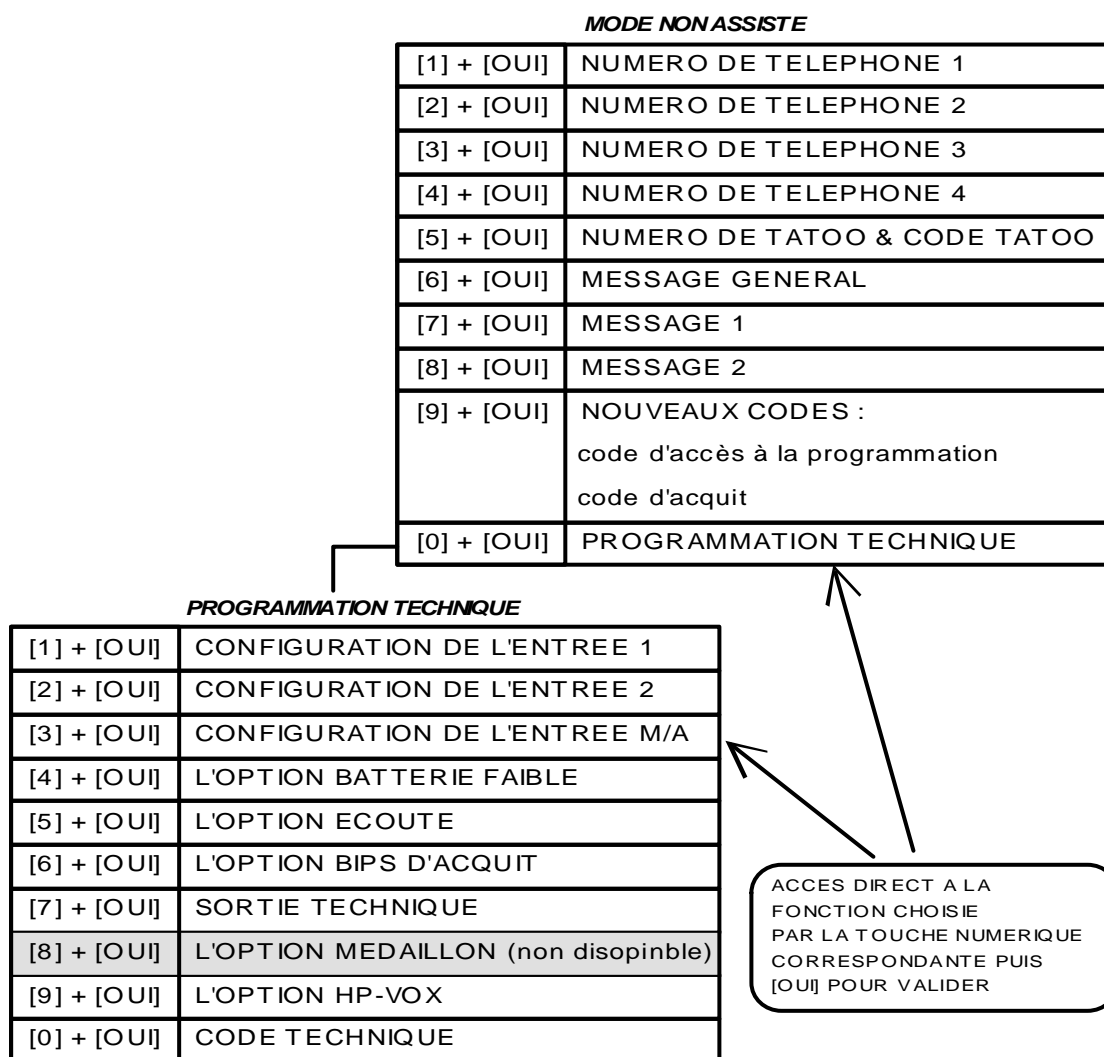 MODE NON ASSISTE
[1] + [OUI] NUMERO DE TELEPHONE 1
[2] + [OUI] NUMERO DE TELEPHONE 2
[3] + [OUI] NUMERO DE TELEPHONE 3
[4] + [OUI] NUMERO DE TELEPHONE 4
[5] + [OUI] NUMERO DE TATOO & CODE TATOO
[6] + [OUI] MESSAGE GENERAL
[7] + [OUI] MESSAGE 1
[8] + [OUI] MESSAGE 2
[9] + [OUI] NOUVEAUX CODES :
code d'accès à la programmation
code d'acquit
[0] + [OUI] PROGRAMMATION TECHNIQUE
PROGRAMMATION TECHNIQUE
[1] + [OUI] CONFIGURATION DE L'ENTREE 1
[2] + [OUI] CONFIGURATION DE L'ENTREE 2
[3] + [OUI] CONFIGURATION DE L'ENTREE M/A
[4] + [OUI] L'OPTION BATTERIE FAIBLE
[5] + [OUI] L'OPTION ECOUTE
[6] + [OUI] L'OPTION BIPS D'ACQUIT
[7] + [OUI] SORTIE TECHNIQUE
[8] + [OUI] L'OPTION MEDAILLON (non disopinble)
[9] + [OUI] L'OPTION HP-VOX
[0] + [OUI] CODE TECHNIQUE
ACCES DIRECT A LA
FONCTION CHOISIE
PAR LA TOUCHE NUMERIQUE
CORRESPONDANTE PUIS
[OUI] POUR VALIDER